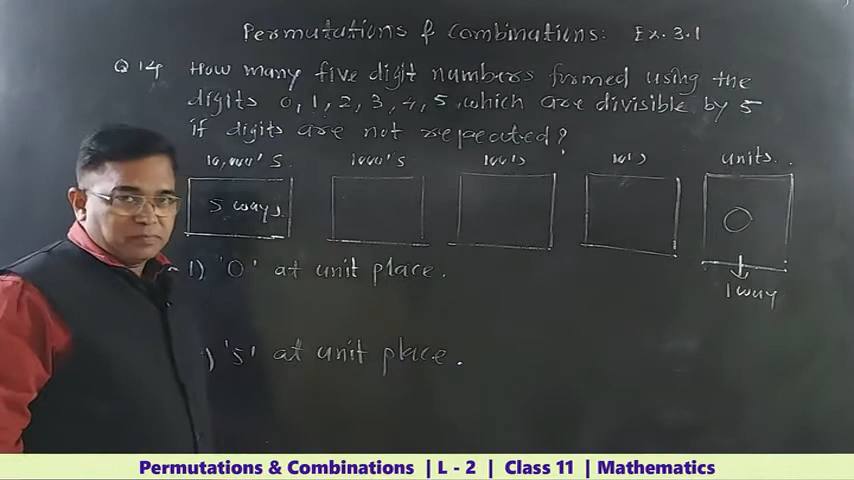 Permutations & Combinations: Ex. 3.1
Q 14 How many five digit numbers formed using the
digits 0, 1, 2, 3, 4, 5, which are divisible by 5
if digits are not repeated?
10,000's 1000's 100's 10's units
5 ways 0
1) '0' at unit place.
1 way
) '5' at unit place.
Permutations & Combinations | L - 2 | Class 11 | Mathematics